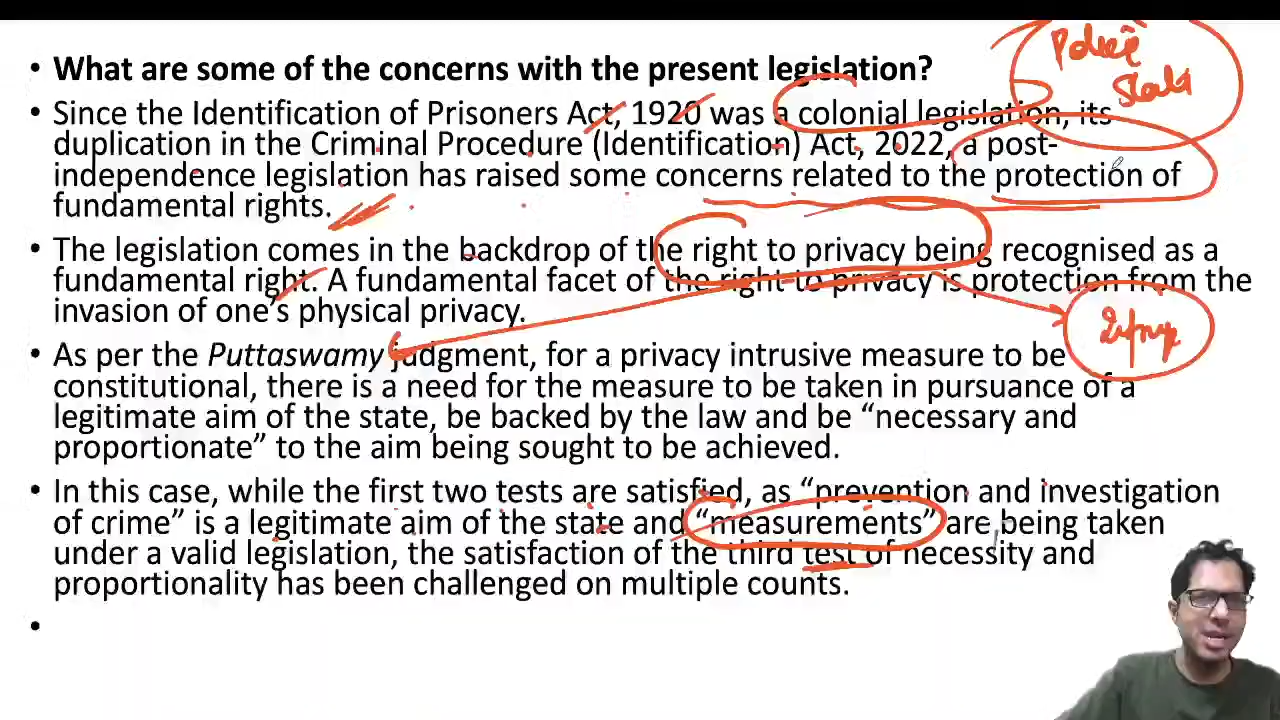 • What are some of the concerns with the present legislation?
Police
State
• Since the Identification of Prisoners Act, 1920 was a colonial legislation, its
duplication in the Criminal Procedure (Identification) Act, 2022, a post-
independence legislation has raised some concerns related to the protection of
fundamental rights.
• The legislation comes in the backdrop of the right to privacy being recognised as a
fundamental right. A fundamental facet of the right to privacy is protection from the
invasion of one's physical privacy.
• As per the Puttaswamy judgment, for a privacy intrusive measure to be
constitutional, there is a need for the measure to be taken in pursuance of a
legitimate aim of the state, be backed by the law and be “necessary and
proportionate” to the aim being sought to be achieved.
• In this case, while the first two tests are satisfied, as “prevention and investigation
of crime” is a legitimate aim of the state and “measurements” are being taken
under a valid legislation, the satisfaction of the third test of necessity and
proportionality has been challenged on multiple counts.
•